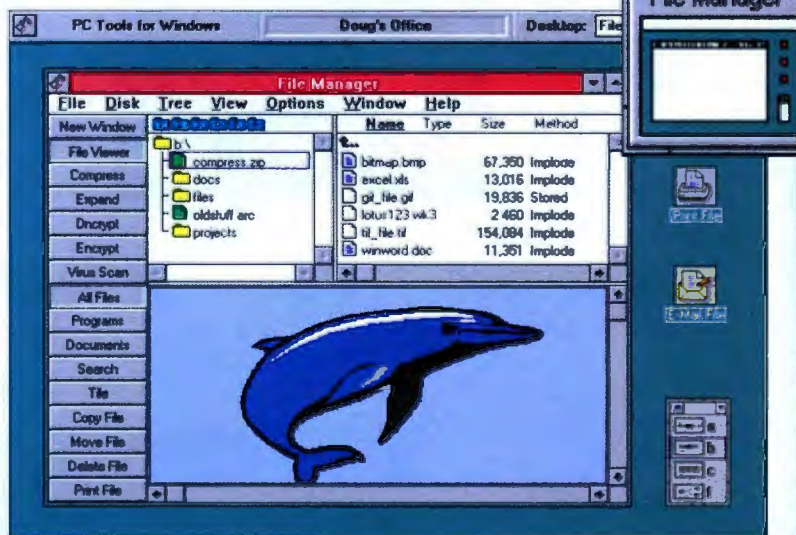 File Manager
PC Tools for Windows
Doug's Office
Desktop: File
File Manager
File Disk Tree View Options Window Help
New Window
File Viewer
Compress
Expand
Dncrypt
Encrypt
Virus Scan
All Files
Programs
Documents
Search
Tile
Copy File
Move File
Delete File
Print File
b:\
compress.zip
docs
files
oldstuff.arc
projects
Name Type Size Method
bitmap.bmp 67,360 Implode
excel.xls 13,016 Implode
gif_file.gif 19,836 Stored
lotus123.wk3 2,460 Implode
tif_file.tif 154,084 Implode
winword.doc 11,351 Implode
Print File
E-Mail File
a
b
c
f